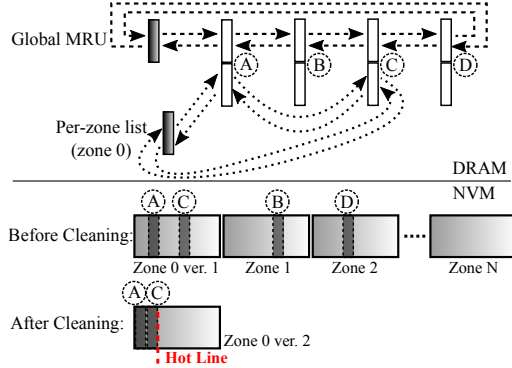 Global MRU
A
B
C
D
Per-zone list
(zone 0)
DRAM
NVM
A
C
B
D
Before Cleaning:
Zone 0 ver. 1
Zone 1
Zone 2
Zone N
A
C
After Cleaning:
Zone 0 ver. 2
Hot Line